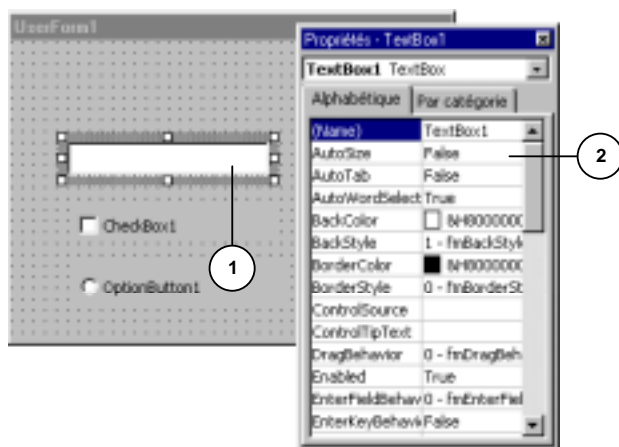 UserForm1
CheckBox1
OptionButton1
1
Propriétés - TextBox1
TextBox1 TextBox
Alphabétique Par catégorie
(Name) TextBox1
AutoSize False
AutoTab False
AutoWordSelect True
BackColor &H8000000
BackStyle 1 - fmBackStyl
BorderColor &H8000000
BorderStyle 0 - fmBorderSt
ControlSource
ControlTipText
DragBehavior 0 - fmDragBeh
Enabled True
EnterFieldBehav 0 - fmEnterFiel
EnterKeyBehavi False
2